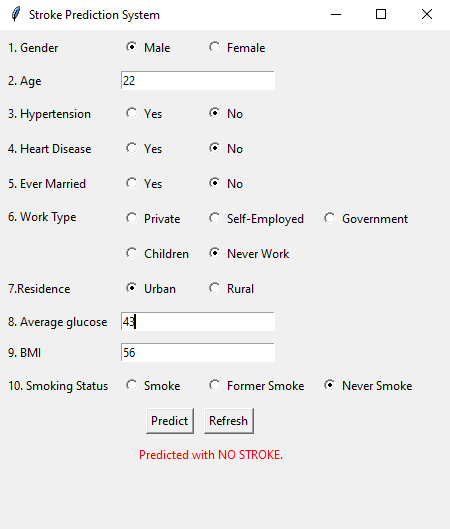 Stroke Prediction System
1. Gender Male Female
2. Age 22
3. Hypertension Yes No
4. Heart Disease Yes No
5. Ever Married Yes No
6. Work Type Private Self-Employed Government
Children Never Work
7.Residence Urban Rural
8. Average glucose 43
9. BMI 56
10. Smoking Status Smoke Former Smoke Never Smoke
Predict Refresh
Predicted with NO STROKE.